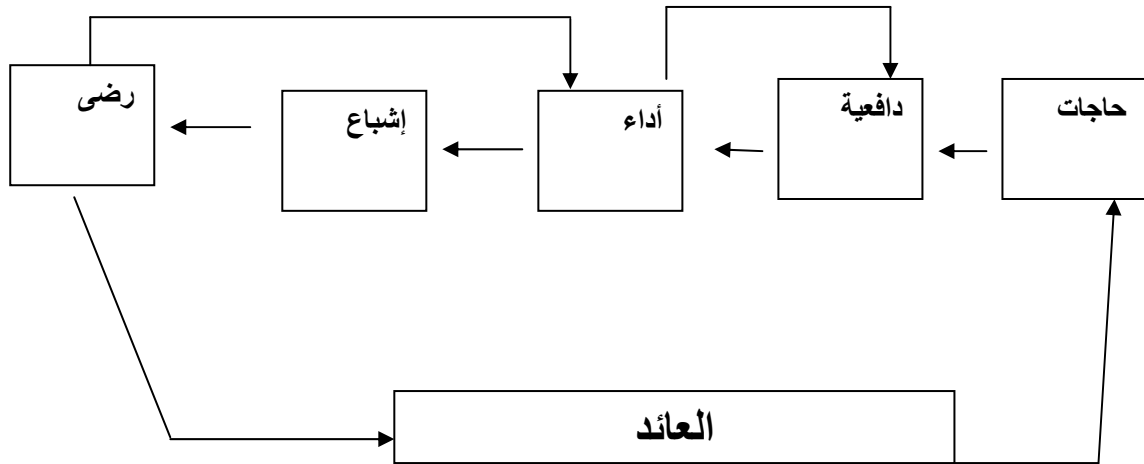 حاجات
دافعية
أداء
إشباع
رضى
العائد